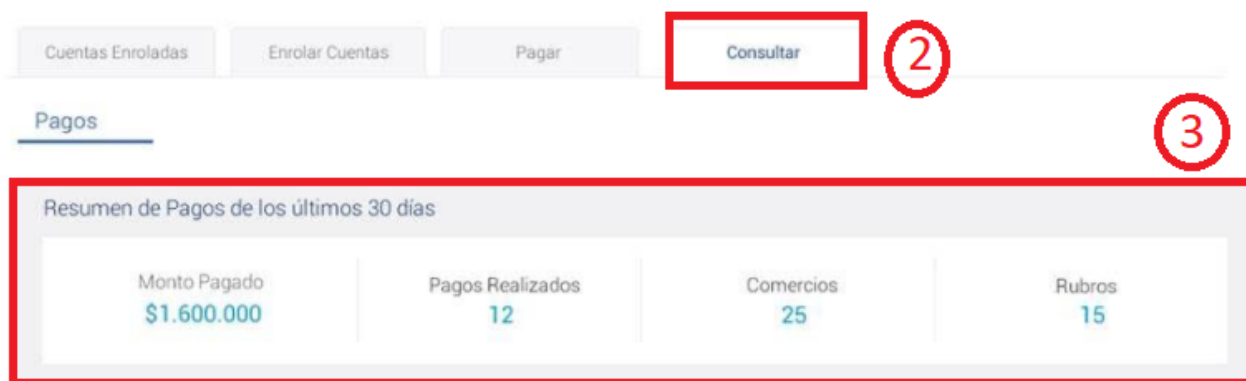 Cuentas Enroladas
Enrolar Cuentas
Pagar
Consultar
2
Pagos
3
Resumen de Pagos de los últimos 30 días
Monto Pagado
$1.600.000
Pagos Realizados
12
Comercios
25
Rubros
15